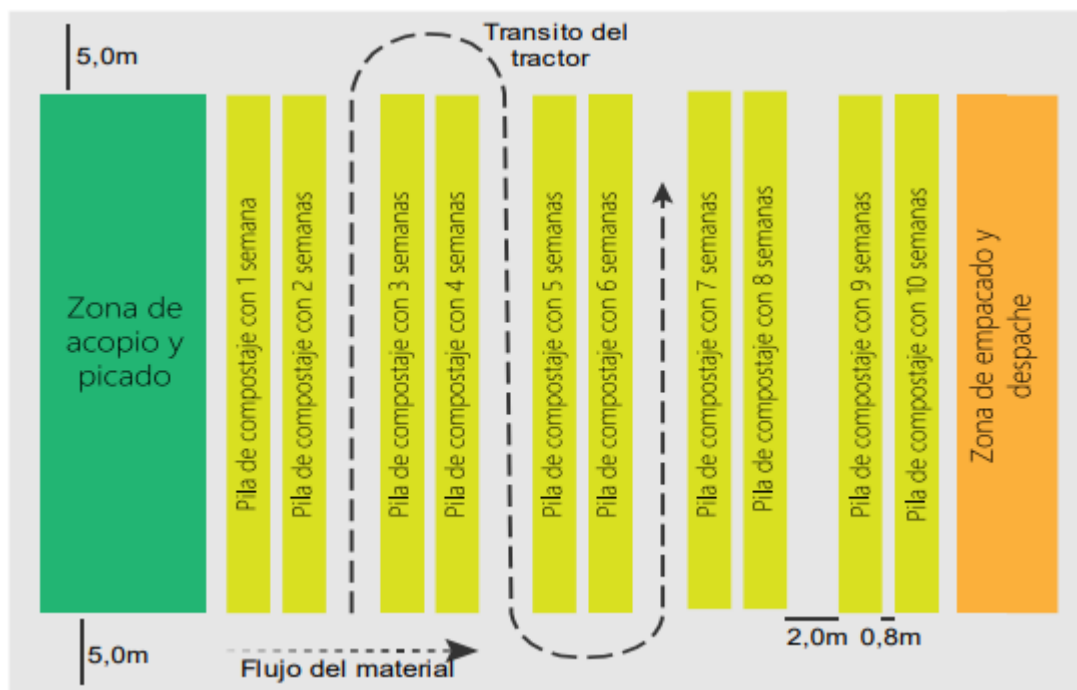 5,0m
Transito del
tractor
Zona de
acopio y
picado
Pila de compostaje con 1 semana
Pila de compostaje con 2 semanas
Pila de compostaje con 3 semanas
Pila de compostaje con 4 semanas
Pila de compostaje con 5 semanas
Pila de compostaje con 6 semanas
Pila de compostaje con 7 semanas
Pila de compostaje con 8 semanas
Pila de compostaje con 9 semanas
Pila de compostaje con 10 semanas
Zona de empacado y
despache
5,0m
Flujo del material
2,0m
0,8m